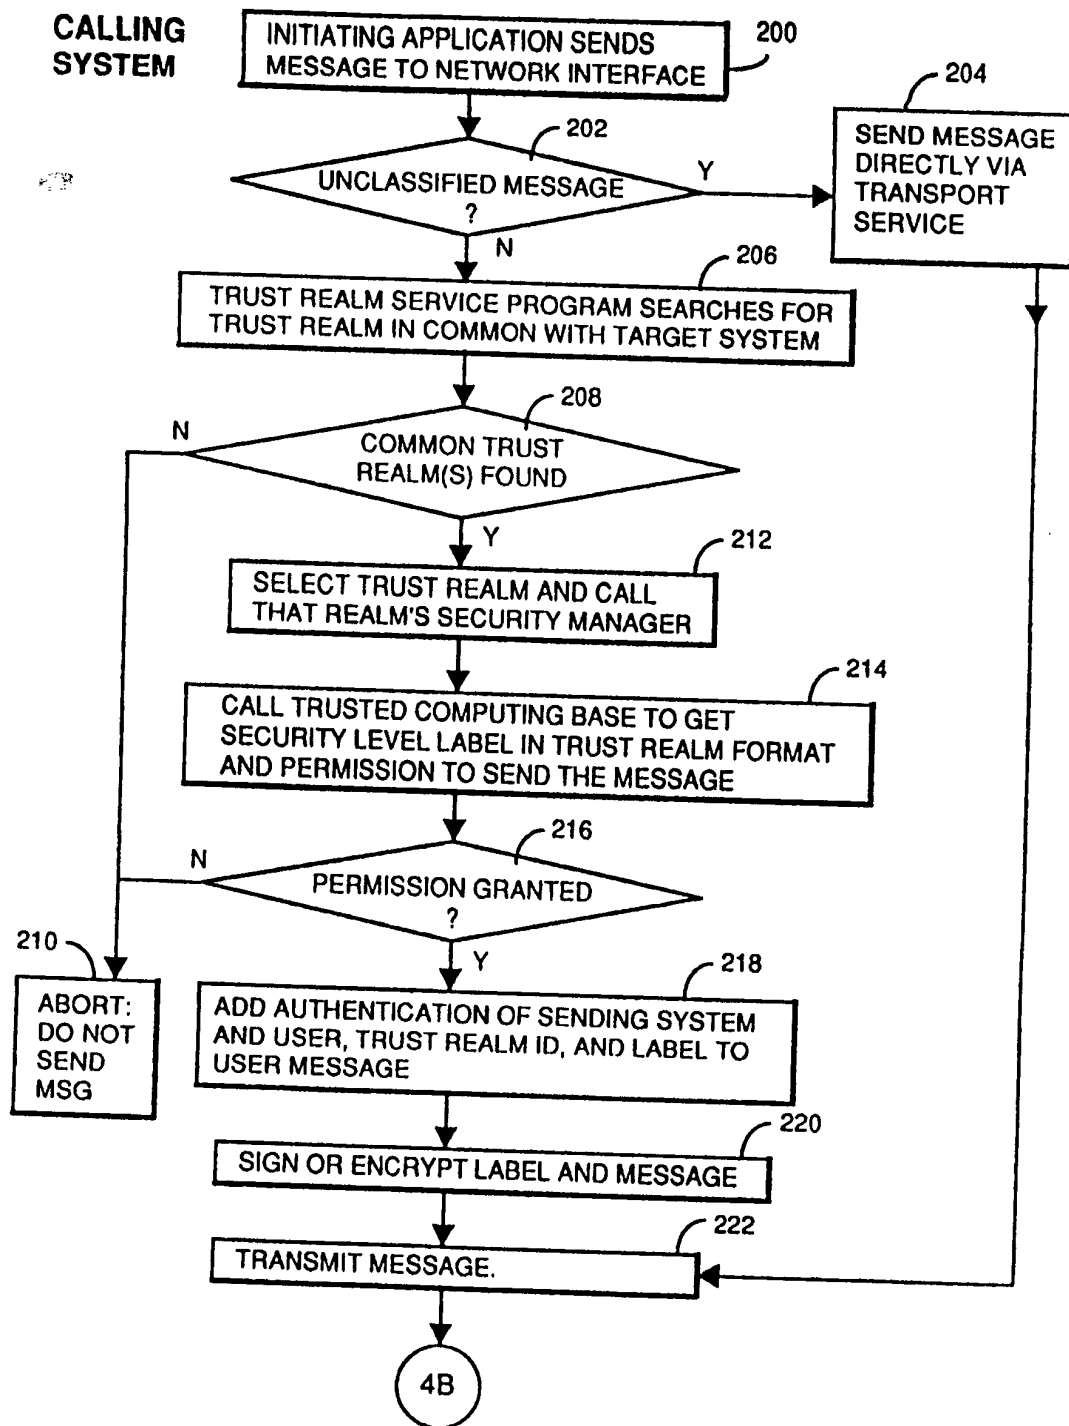 CALLING
SYSTEM
INITIATING APPLICATION SENDS
MESSAGE TO NETWORK INTERFACE
200
204
202
SEND MESSAGE
DIRECTLY VIA
TRANSPORT
SERVICE
UNCLASSIFIED MESSAGE
?
Y
N
206
TRUST REALM SERVICE PROGRAM SEARCHES FOR
TRUST REALM IN COMMON WITH TARGET SYSTEM
208
N
COMMON TRUST
REALM(S) FOUND
Y
212
SELECT TRUST REALM AND CALL
THAT REALM'S SECURITY MANAGER
214
CALL TRUSTED COMPUTING BASE TO GET
SECURITY LEVEL LABEL IN TRUST REALM FORMAT
AND PERMISSION TO SEND THE MESSAGE
216
N
PERMISSION GRANTED
?
Y
210
ABORT:
DO NOT
SEND
MSG
218
ADD AUTHENTICATION OF SENDING SYSTEM
AND USER, TRUST REALM ID, AND LABEL TO
USER MESSAGE
220
SIGN OR ENCRYPT LABEL AND MESSAGE
222
TRANSMIT MESSAGE.
4B